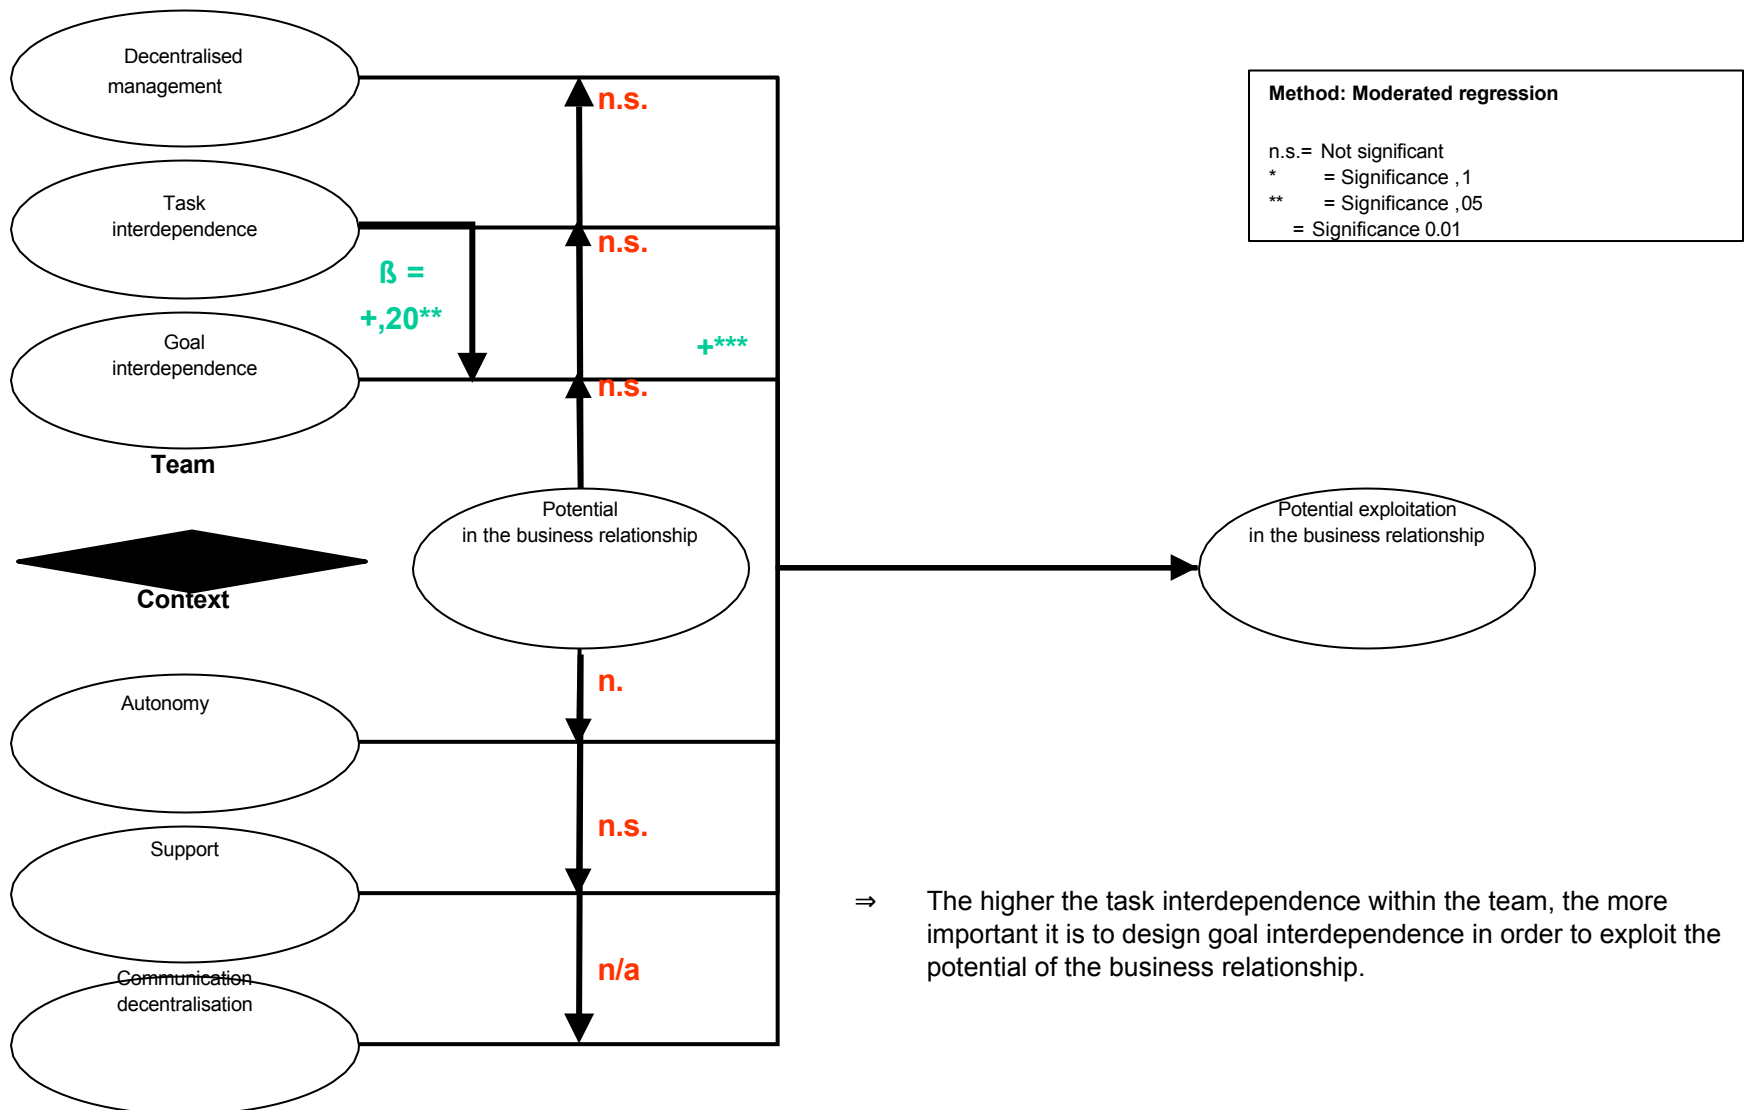 Decentralised
management
n.s.
Method: Moderated regression
n.s.= Not significant
* = Significance ,1
** = Significance ,05
= Significance 0.01
Task
interdependence
n.s.
ß =
+,20**
Goal
interdependence
+***
n.s.
Team
Potential
in the business relationship
Potential exploitation
in the business relationship
Context
n.
Autonomy
n.s.
Support
⇒ The higher the task interdependence within the team, the more
important it is to design goal interdependence in order to exploit the
potential of the business relationship.
n/a
Communication
decentralisation